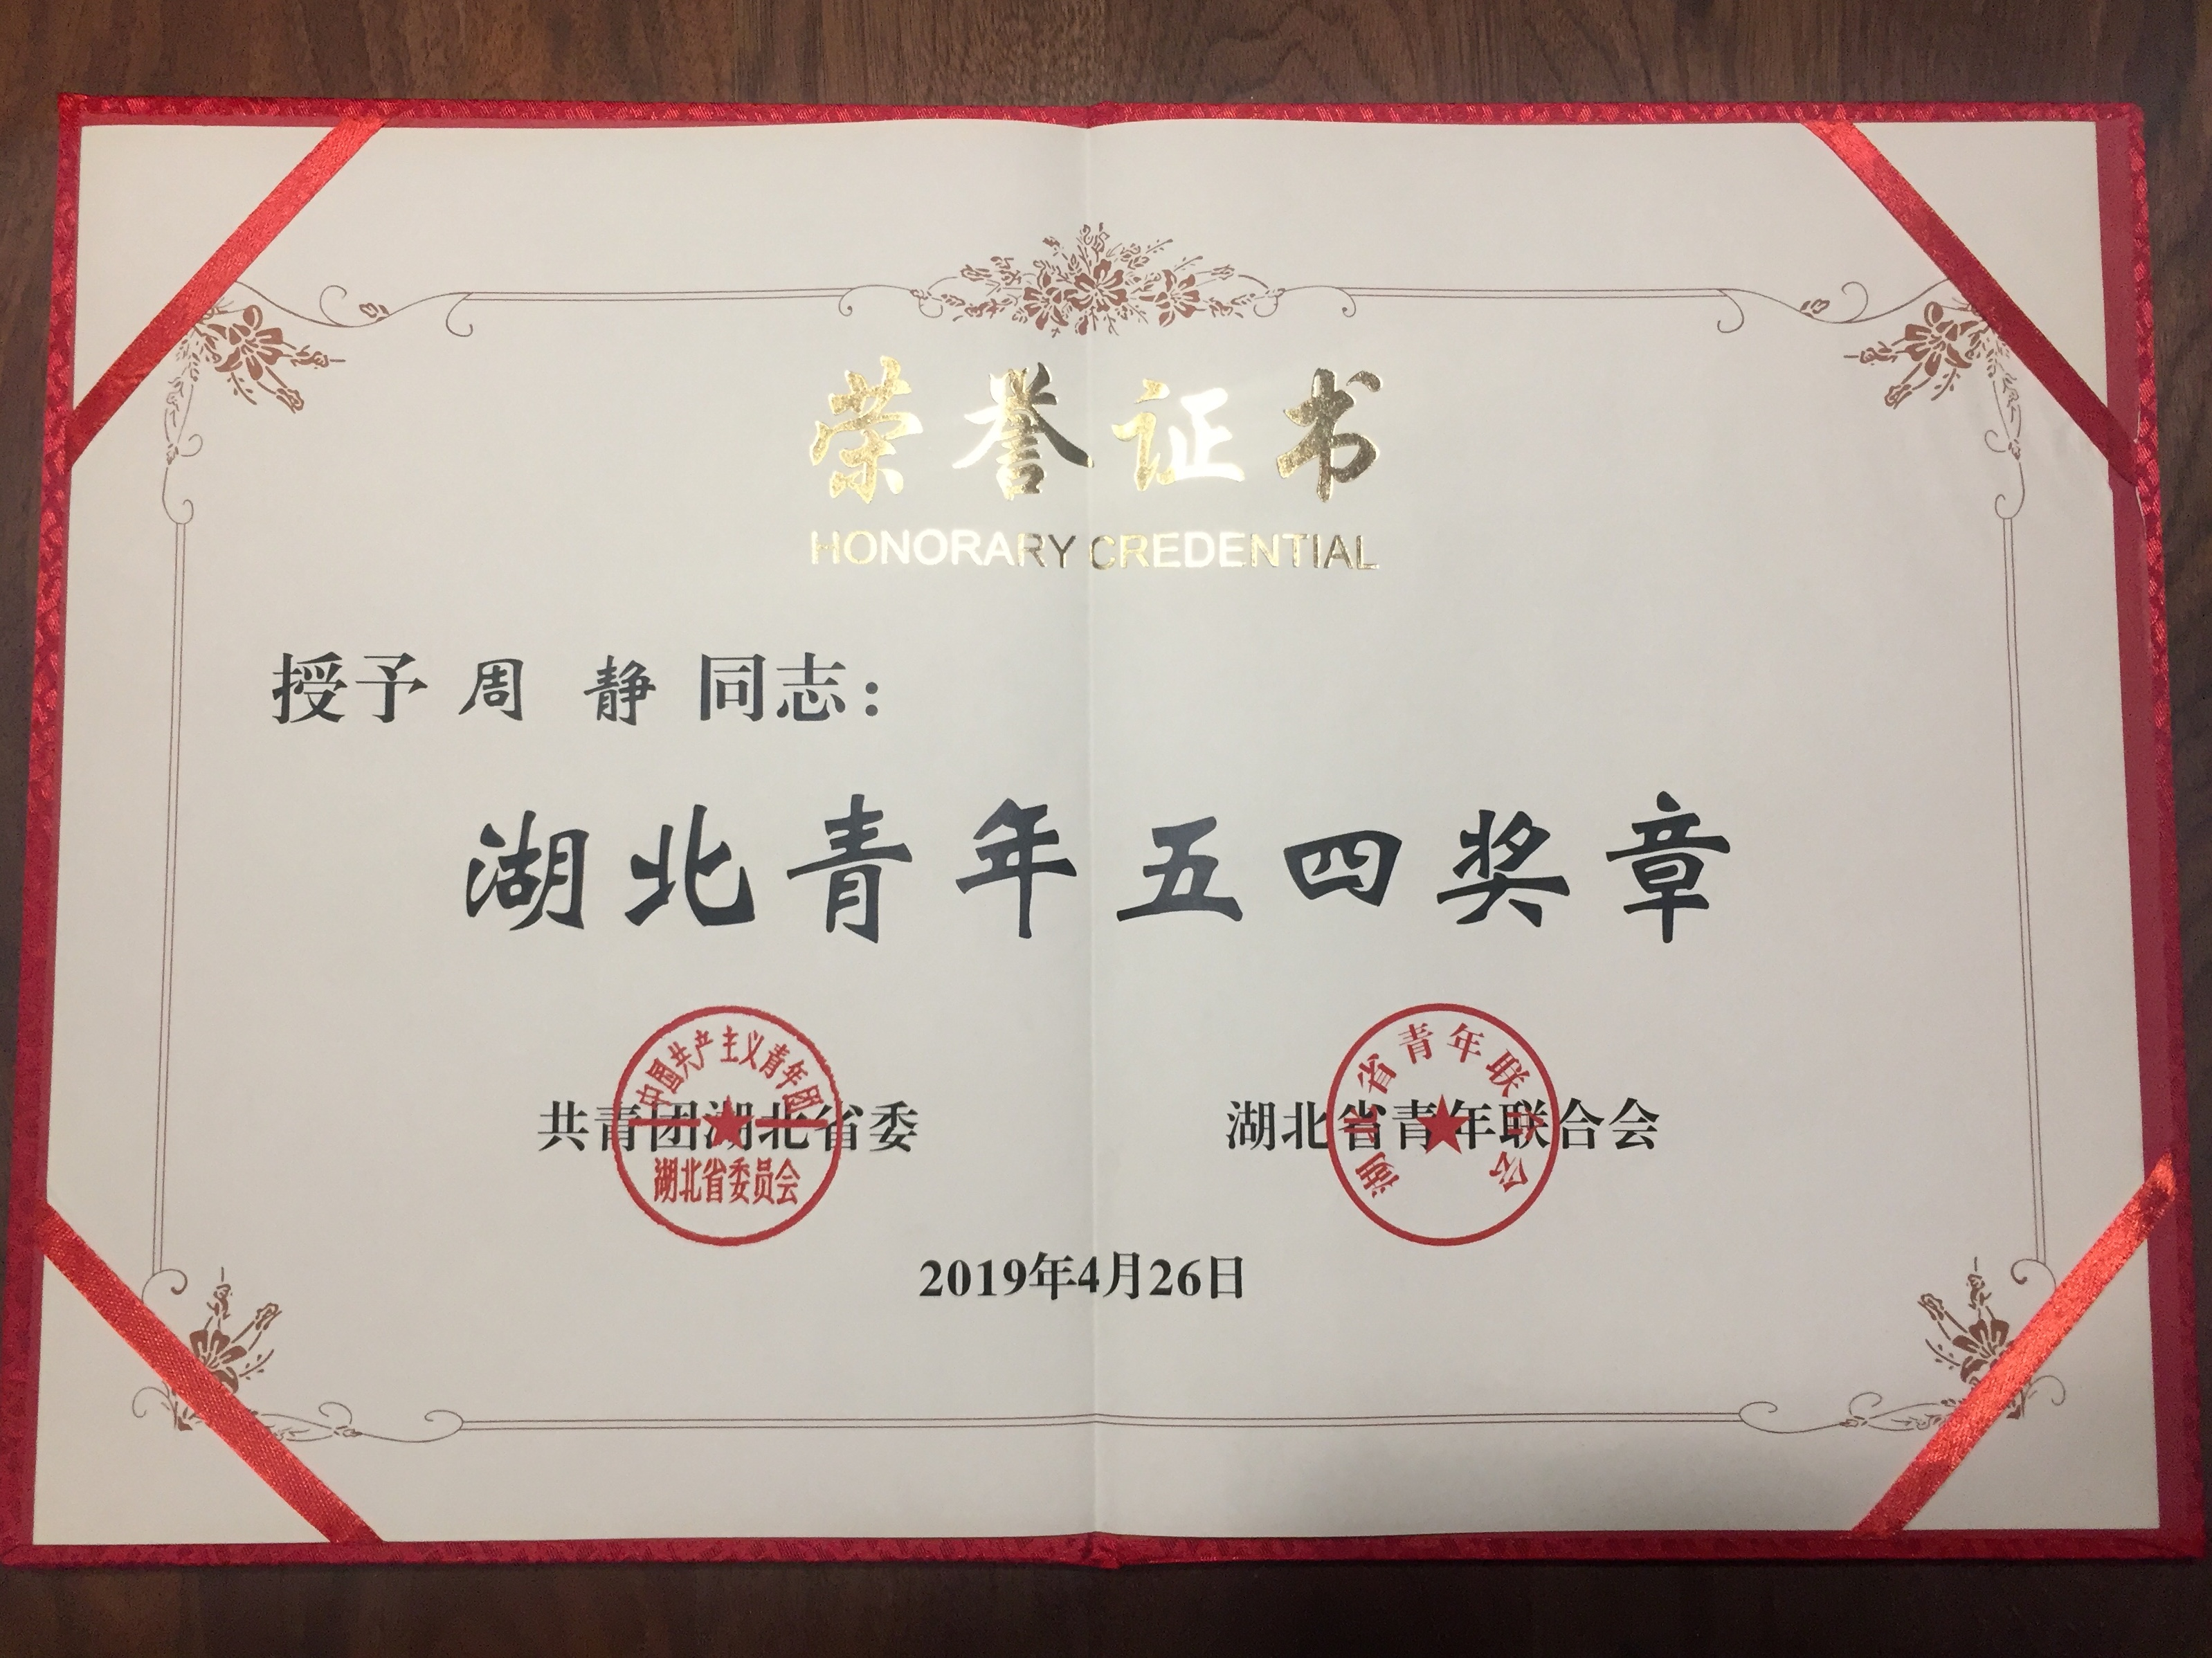 荣誉证书
HONORARY CREDENTIAL
授予 周 静 同志：
湖北青年五四奖章
共青团湖北省委
中国共产主义青年团
湖北省委员会
湖北省青年联合会
湖北省青年联合会
2019年4月26日